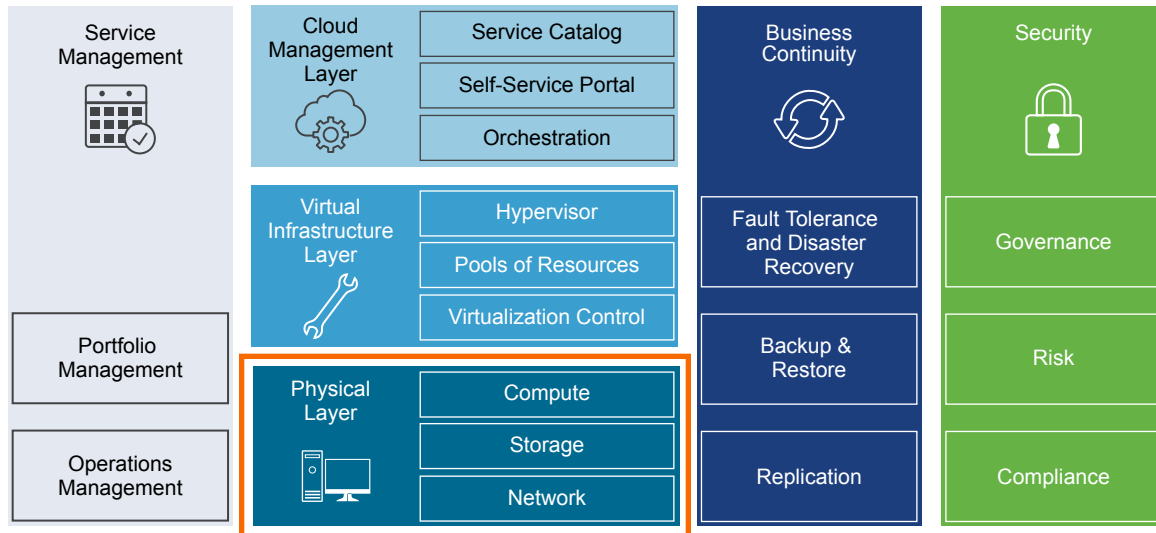 Service
Management
Portfolio
Management
Operations
Management
Cloud
Management
Layer
Service Catalog
Self-Service Portal
Orchestration
Virtual
Infrastructure
Layer
Hypervisor
Pools of Resources
Virtualization Control
Physical
Layer
Compute
Storage
Network
Business
Continuity
Fault Tolerance
and Disaster
Recovery
Backup &
Restore
Replication
Security
Governance
Risk
Compliance